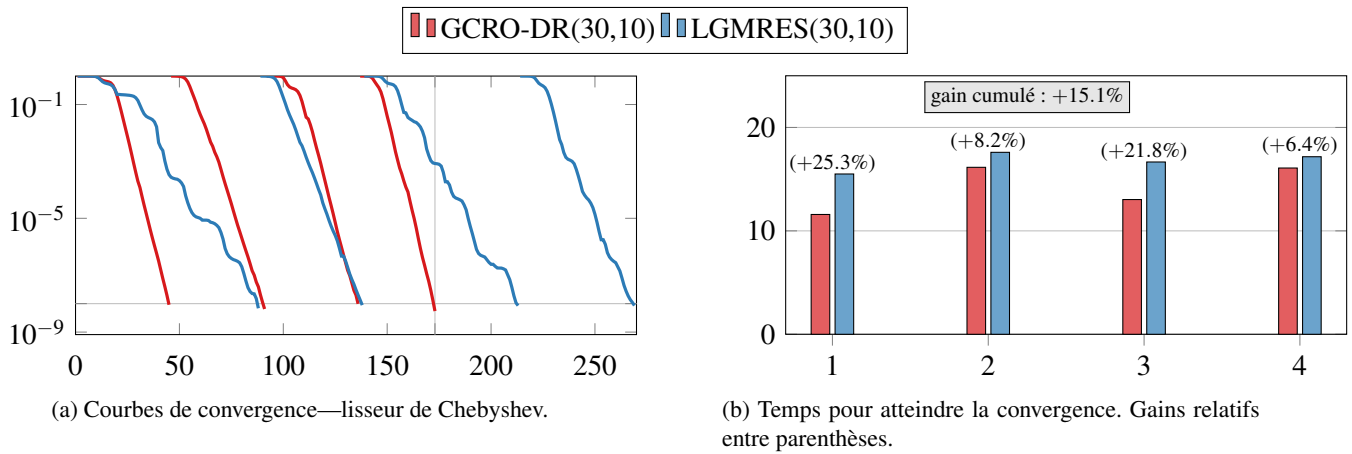 GCRO-DR(30,10) LGMRES(30,10)
10⁻¹
10⁻⁵
10⁻⁹
0 50 100 150 200 250
(a) Courbes de convergence—lisseur de Chebyshev.
gain cumulé : +15.1%
20
10
0
(+25.3%) (+8.2%) (+21.8%) (+6.4%)
1 2 3 4
(b) Temps pour atteindre la convergence. Gains relatifs
entre parenthèses.